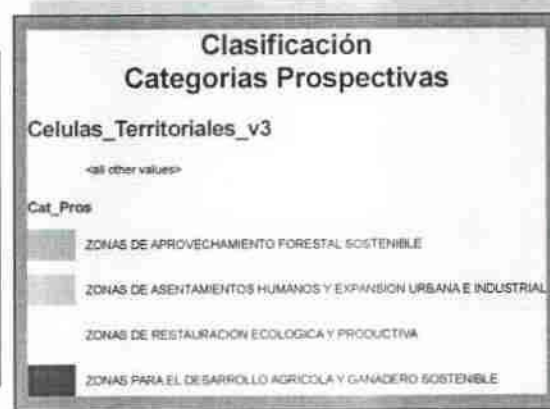 Clasificación
Categorias Prospectivas
Celulas_Territoriales_v3
<all other values>
Cat_Pros
ZONAS DE APROVECHAMIENTO FORESTAL SOSTENIBLE
ZONAS DE ASENTAMIENTOS HUMANOS Y EXPANSION URBANA E INDUSTRIAL
ZONAS DE RESTAURACION ECOLOGICA Y PRODUCTIVA
ZONAS PARA EL DESARROLLO AGRICOLA Y GANADERO SOSTENIBLE